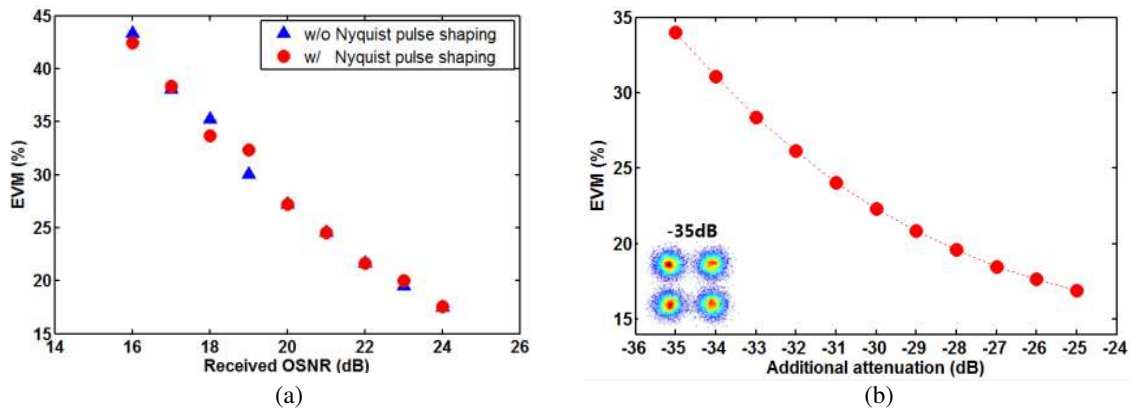 45
40
35
30
25
20
15
EVM (%)
w/o Nyquist pulse shaping
w/ Nyquist pulse shaping
14 16 18 20 22 24 26
Received OSNR (dB)
(a)
35
30
25
20
15
EVM (%)
-35dB
-36 -35 -34 -33 -32 -31 -30 -29 -28 -27 -26 -25 -24
Additional attenuation (dB)
(b)